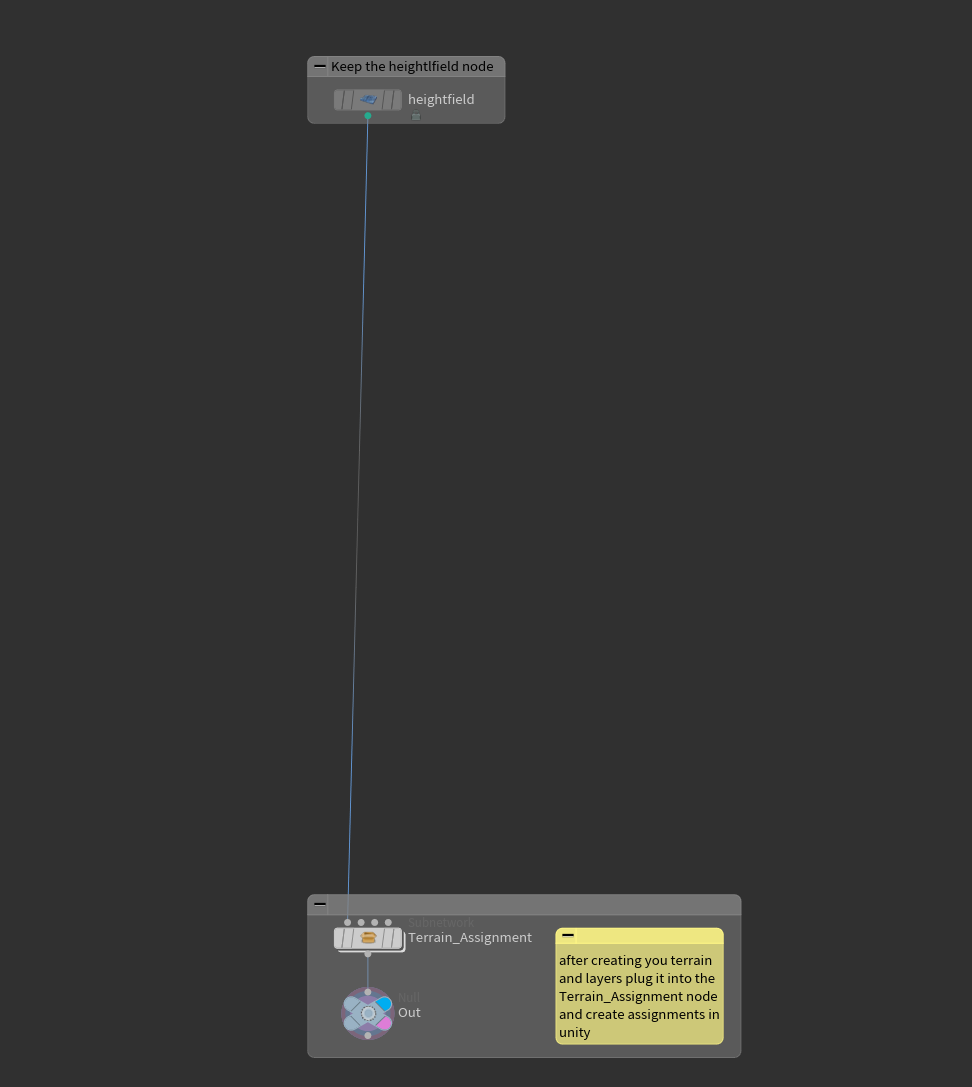 Keep the heightlfield node
heightfield
Subnetwork
Terrain_Assignment
after creating you terrain
and layers plug it into the
Terrain_Assignment node
and create assignments in
unity
Null
Out